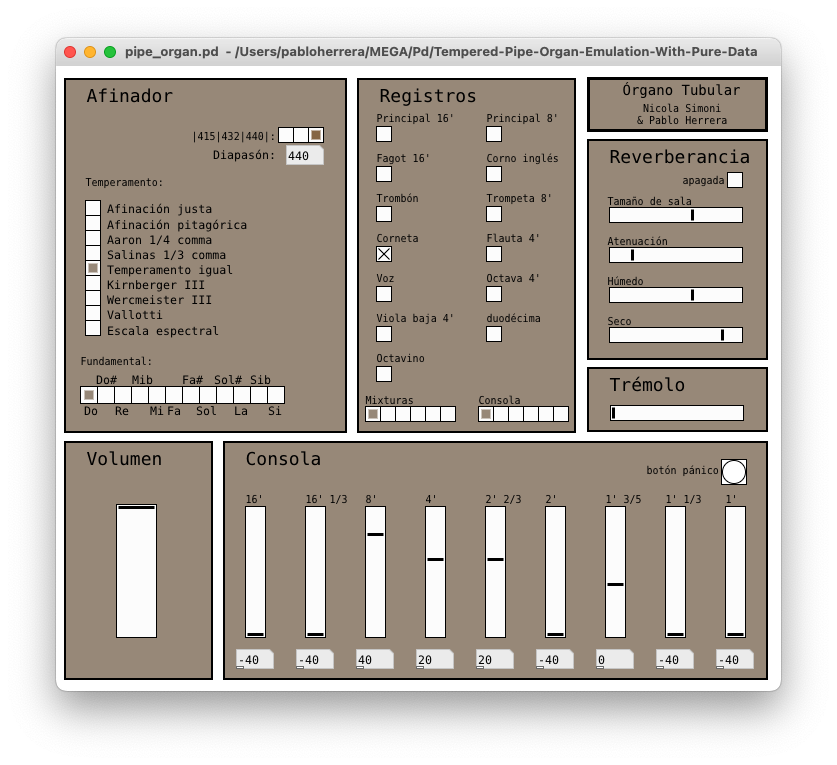 pipe_organ.pd - /Users/pabloherrera/MEGA/Pd/Tempered-Pipe-Organ-Emulation-With-Pure-Data
Afinador
|415|432|440|:
Diapasón: 440
Temperamento:
Afinación justa
Afinación pitagórica
Aaron 1/4 comma
Salinas 1/3 comma
Temperamento igual
Kirnberger III
Wercmeister III
Vallotti
Escala espectral
Fundamental:
Do# Mib Fa# Sol# Sib
Do Re Mi Fa Sol La Si
Registros
Principal 16' Principal 8'
Fagot 16' Corno inglés
Trombón Trompeta 8'
Corneta Flauta 4'
Voz Octava 4'
Viola baja 4' duodécima
Octavino
Mixturas Consola
Órgano Tubular
Nicola Simoni
& Pablo Herrera
Reverberancia
apagada
Tamaño de sala
Atenuación
Húmedo
Seco
Trémolo
Volumen
Consola
botón pánico
16' 16' 1/3 8' 4' 2' 2/3 2' 1' 3/5 1' 1/3 1'
-40 -40 40 20 20 -40 0 -40 -40